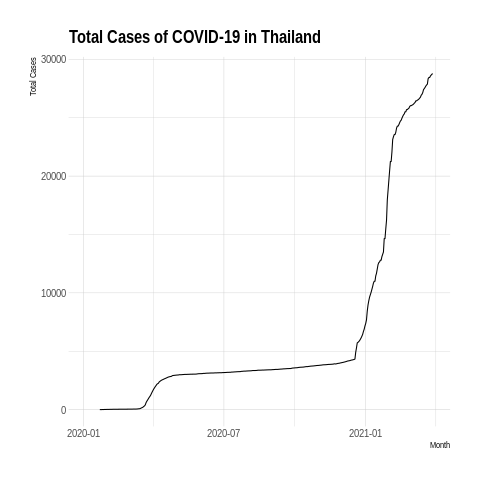 Total Cases of COVID-19 in Thailand
Total Cases
30000
20000
10000
0
2020-01
2020-07
2021-01
Month